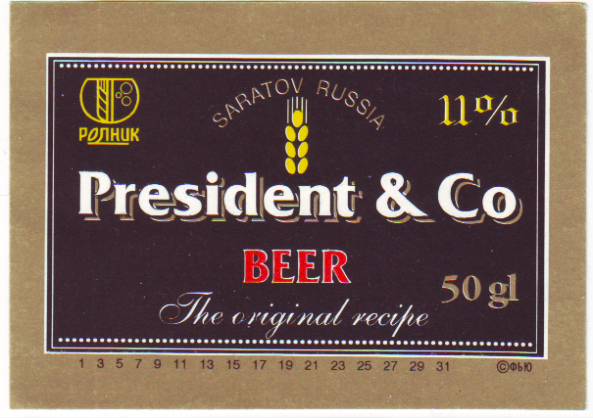 SARATOV RUSSIA
РОДНИК
11%
President & Co
BEER
50 gl
The original recipe
1 3 5 7 9 11 13 15 17 19 21 23 25 27 29 31
©ФЬЮ